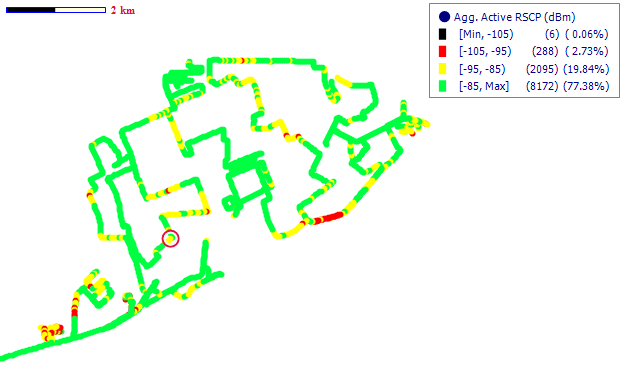 2 km
Agg. Active RSCP (dBm)
[Min, -105) (6) ( 0.06%)
[-105, -95) (288) ( 2.73%)
[-95, -85) (2095) (19.84%)
[-85, Max] (8172) (77.38%)